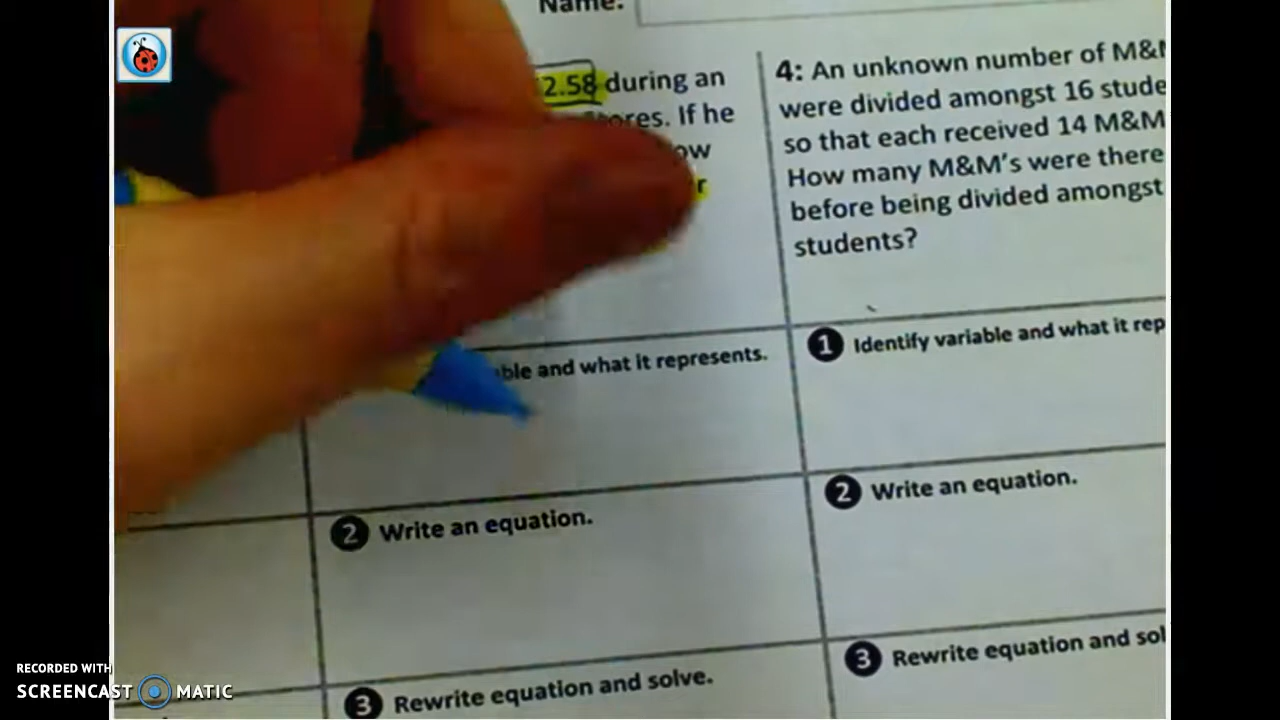 Name:
2.58 during an
ores. If he
ow
r
4: An unknown number of M&M
were divided amongst 16 stude
so that each received 14 M&M
How many M&M's were there
before being divided amongst
students?
ble and what it represents.
1 Identify variable and what it rep
2 Write an equation.
2 Write an equation.
3 Rewrite equation and solve.
3 Rewrite equation and sol
RECORDED WITH
SCREENCAST MATIC